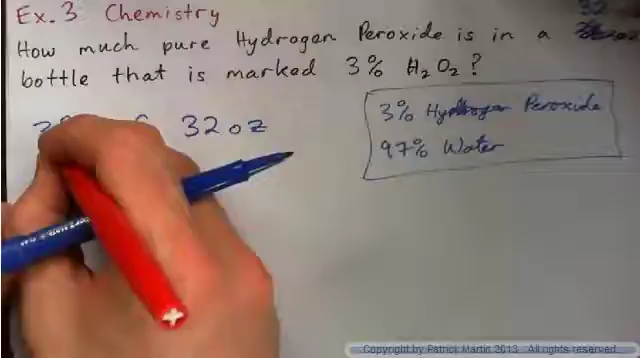 Ex. 3 Chemistry
32
How much pure Hydrogen Peroxide is in a
bottle that is marked 3% H2O2?
32oz
3% Hydrogen Peroxide
97% Water
Copyright by Patrick Martin 2013 . All rights reserved